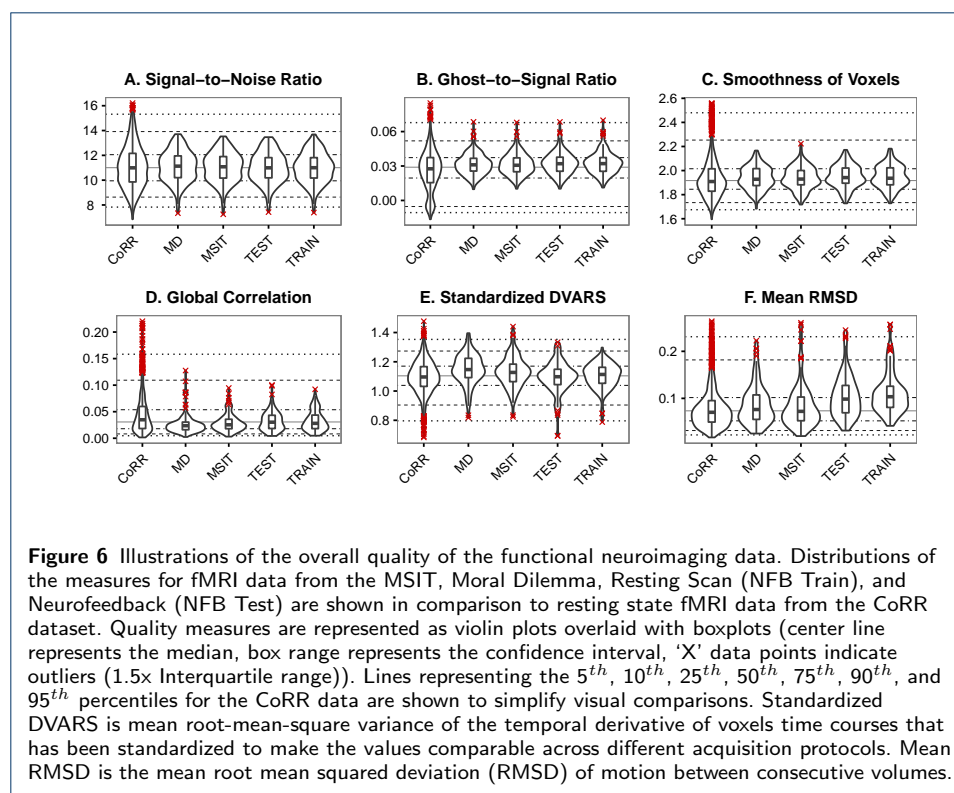 A. Signal−to−Noise Ratio
16
14
12
10
8
CoRR
MD
MSIT
TEST
TRAIN
B. Ghost−to−Signal Ratio
0.06
0.03
0.00
CoRR
MD
MSIT
TEST
TRAIN
C. Smoothness of Voxels
2.6
2.4
2.2
2.0
1.8
1.6
CoRR
MD
MSIT
TEST
TRAIN
D. Global Correlation
0.20
0.15
0.10
0.05
0.00
CoRR
MD
MSIT
TEST
TRAIN
E. Standardized DVARS
1.4
1.2
1.0
0.8
CoRR
MD
MSIT
TEST
TRAIN
F. Mean RMSD
0.2
0.1
CoRR
MD
MSIT
TEST
TRAIN
Figure 6 Illustrations of the overall quality of the functional neuroimaging data. Distributions of
the measures for fMRI data from the MSIT, Moral Dilemma, Resting Scan (NFB Train), and
Neurofeedback (NFB Test) are shown in comparison to resting state fMRI data from the CoRR
dataset. Quality measures are represented as violin plots overlaid with boxplots (center line
represents the median, box range represents the confidence interval, ‘X’ data points indicate
outliers (1.5x Interquartile range)). Lines representing the 5th, 10th, 25th, 50th, 75th, 90th, and
95th percentiles for the CoRR data are shown to simplify visual comparisons. Standardized
DVARS is mean root-mean-square variance of the temporal derivative of voxels time courses that
has been standardized to make the values comparable across different acquisition protocols. Mean
RMSD is the mean root mean squared deviation (RMSD) of motion between consecutive volumes.